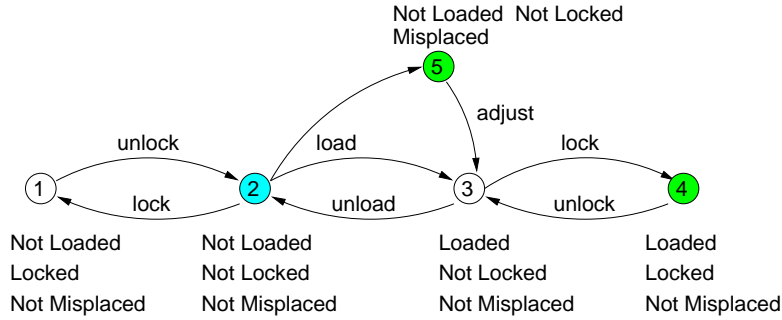 Not Loaded Not Locked
Misplaced
5
adjust
unlock
load
lock
1
2
3
4
lock
unload
unlock
Not Loaded
Not Loaded
Loaded
Loaded
Locked
Not Locked
Not Locked
Locked
Not Misplaced
Not Misplaced
Not Misplaced
Not Misplaced